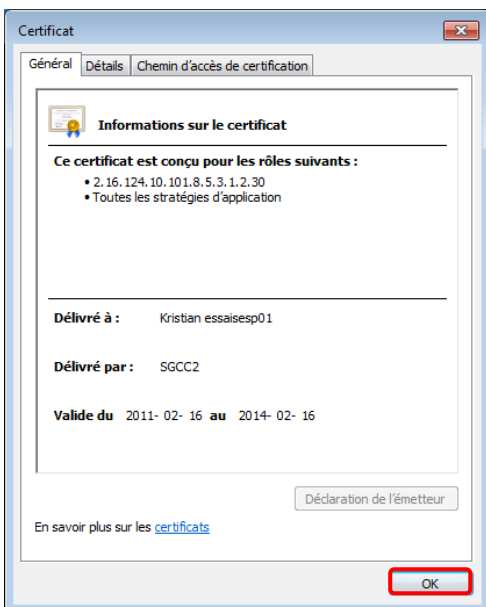 Certificat
Général Détails Chemin d'accès de certification
Informations sur le certificat
Ce certificat est conçu pour les rôles suivants :
• 2.16.124.10.101.8.5.3.1.2.30
• Toutes les stratégies d'application
Délivré à : Kristian essaisesp01
Délivré par : SGCC2
Valide du 2011- 02- 16 au 2014- 02- 16
Déclaration de l'émetteur
En savoir plus sur les certificats
OK